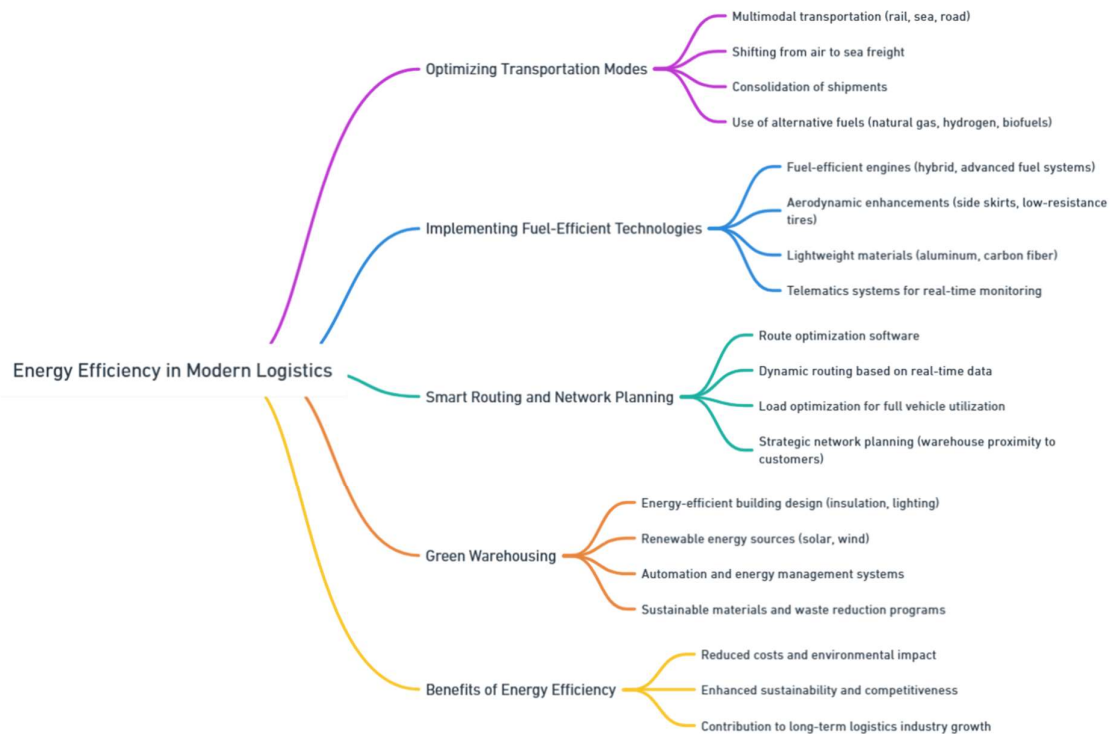 Energy Efficiency in Modern Logistics
Optimizing Transportation Modes
Multimodal transportation (rail, sea, road)
Shifting from air to sea freight
Consolidation of shipments
Use of alternative fuels (natural gas, hydrogen, biofuels)
Implementing Fuel-Efficient Technologies
Fuel-efficient engines (hybrid, advanced fuel systems)
Aerodynamic enhancements (side skirts, low-resistance
tires)
Lightweight materials (aluminum, carbon fiber)
Telematics systems for real-time monitoring
Smart Routing and Network Planning
Route optimization software
Dynamic routing based on real-time data
Load optimization for full vehicle utilization
Strategic network planning (warehouse proximity to
customers)
Green Warehousing
Energy-efficient building design (insulation, lighting)
Renewable energy sources (solar, wind)
Automation and energy management systems
Sustainable materials and waste reduction programs
Benefits of Energy Efficiency
Reduced costs and environmental impact
Enhanced sustainability and competitiveness
Contribution to long-term logistics industry growth